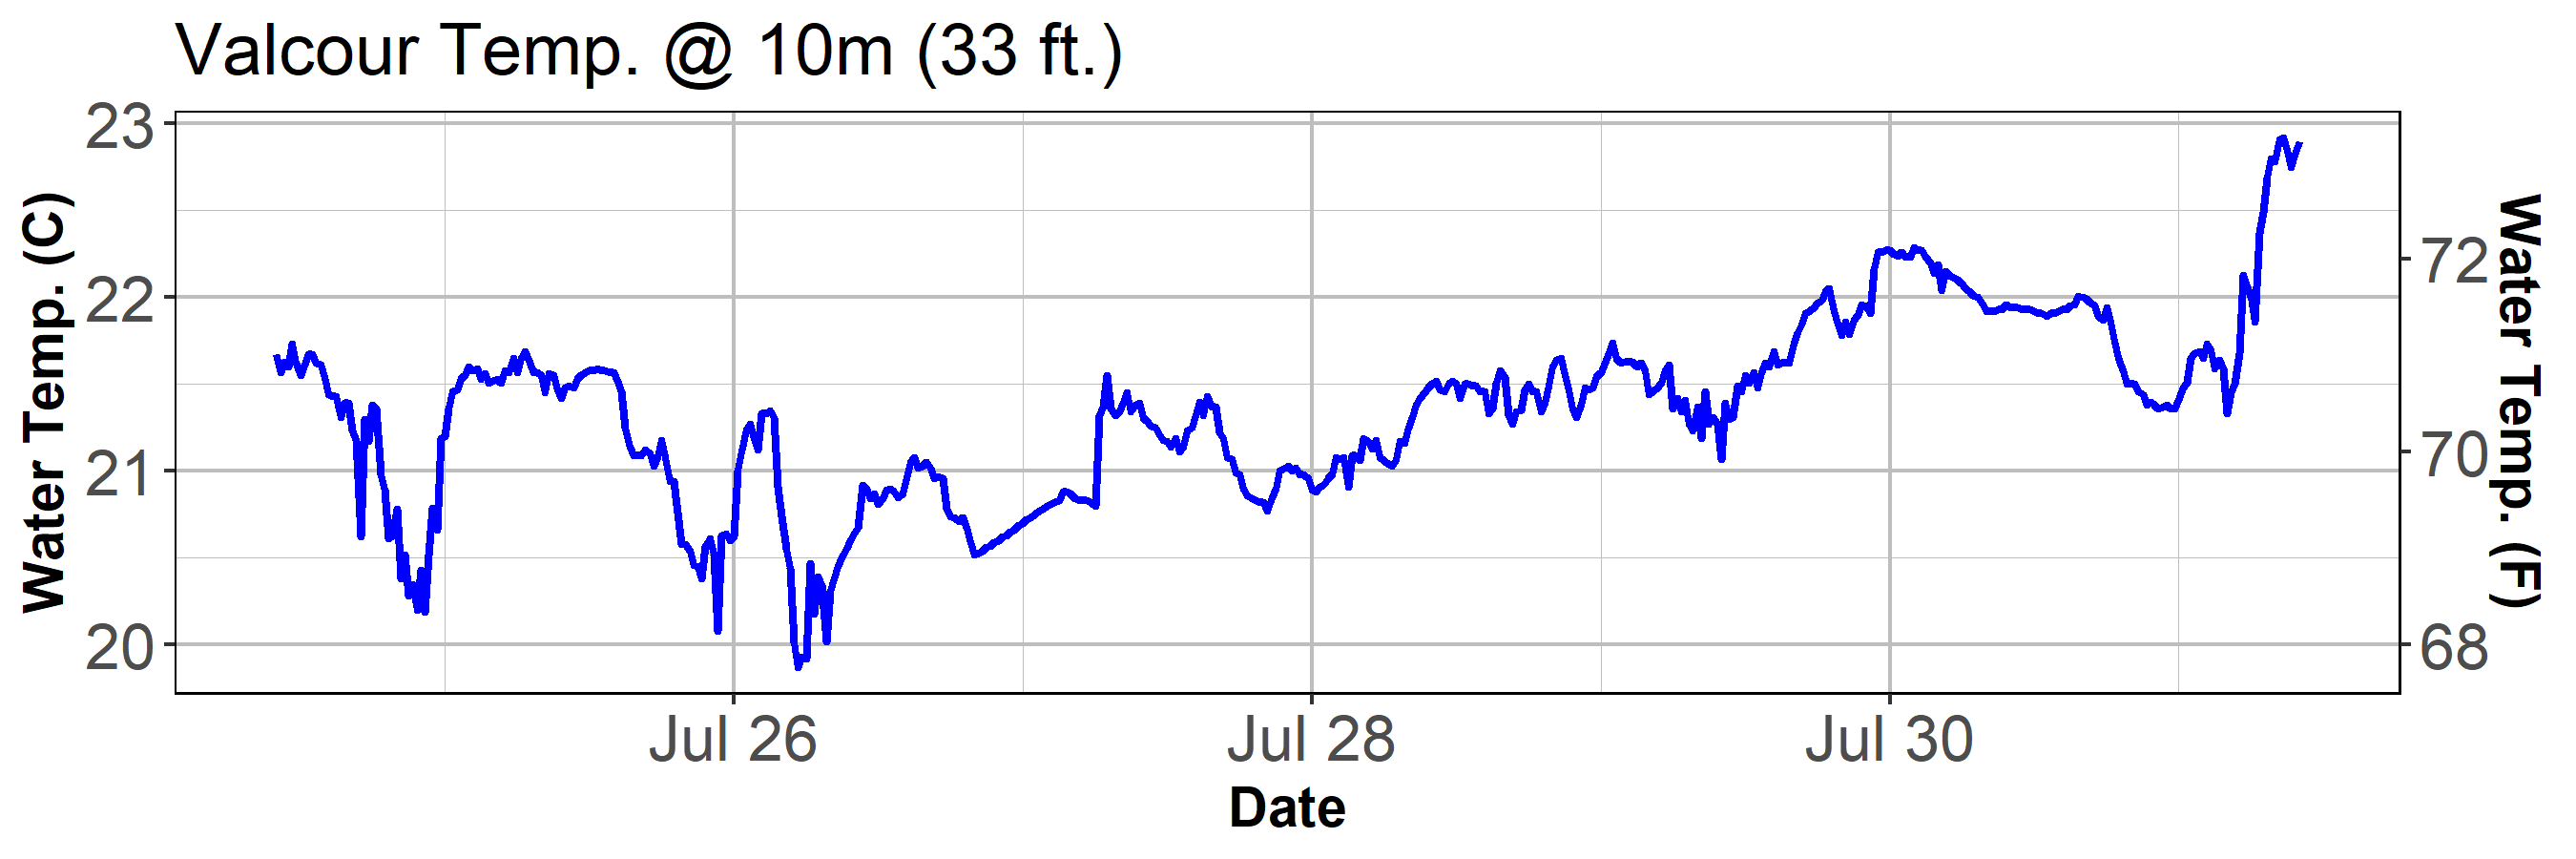 Valcour Temp. @ 10m (33 ft.)
Water Temp. (C)
23
22
21
20
72
70
68
Water Temp. (F)
Jul 26
Jul 28
Jul 30
Date